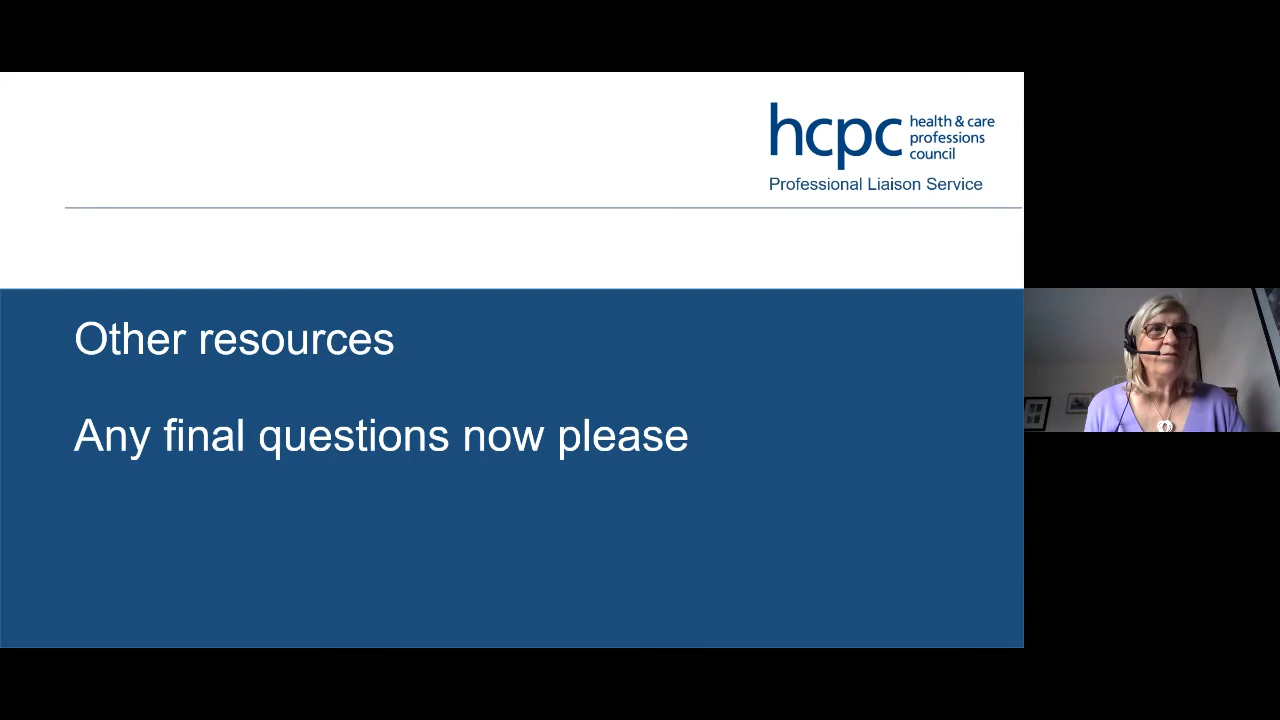 hcpc
health & care
professions
council
Professional Liaison Service
Other resources
Any final questions now please